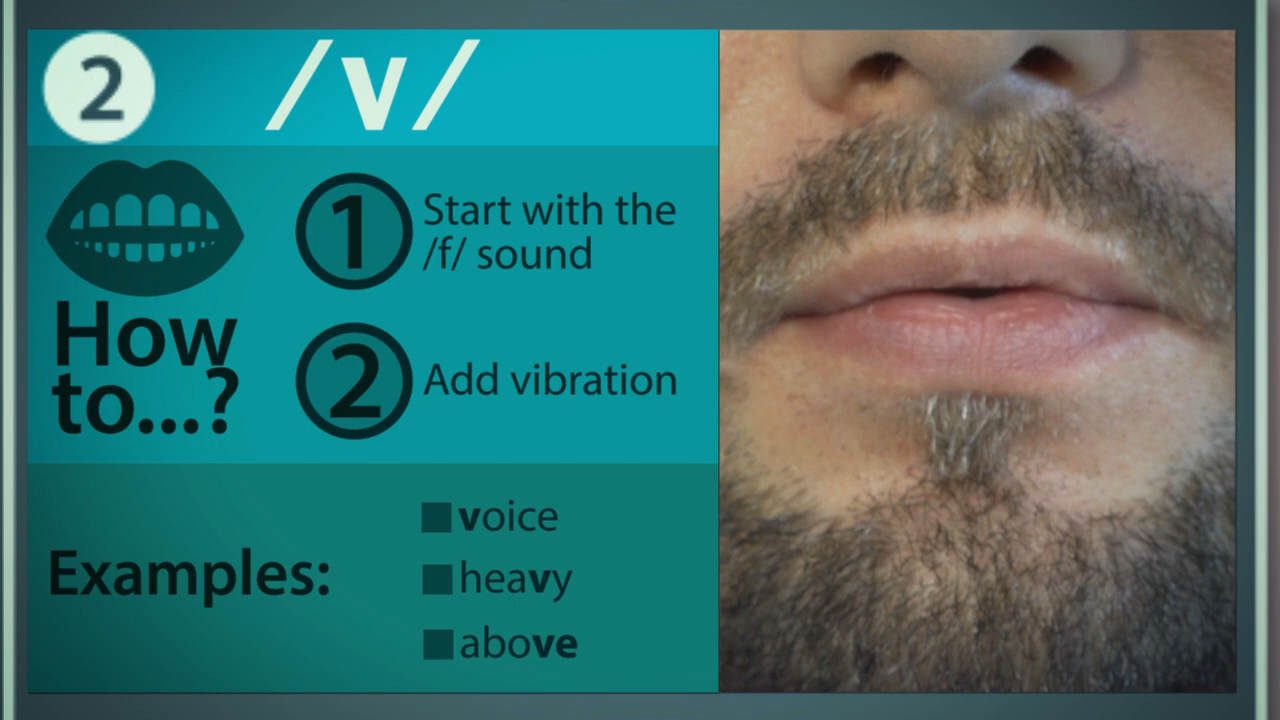 2 /v/
How
to...?
1 Start with the
/f/ sound
2 Add vibration
Examples:
voice
heavy
above